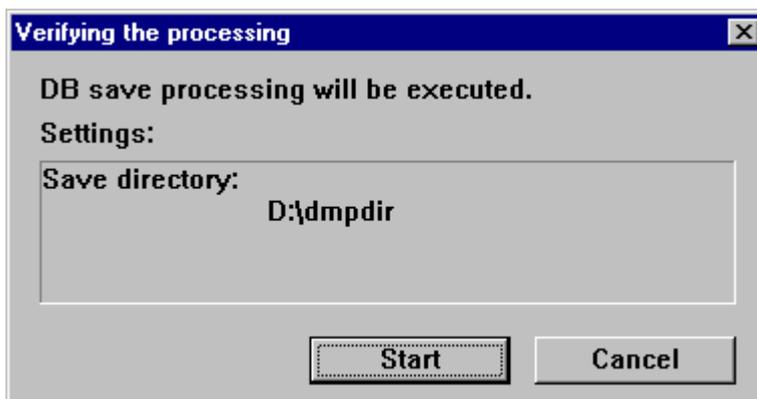 Verifying the processing
DB save processing will be executed.
Settings:
Save directory:
D:\dmpdir
Start Cancel